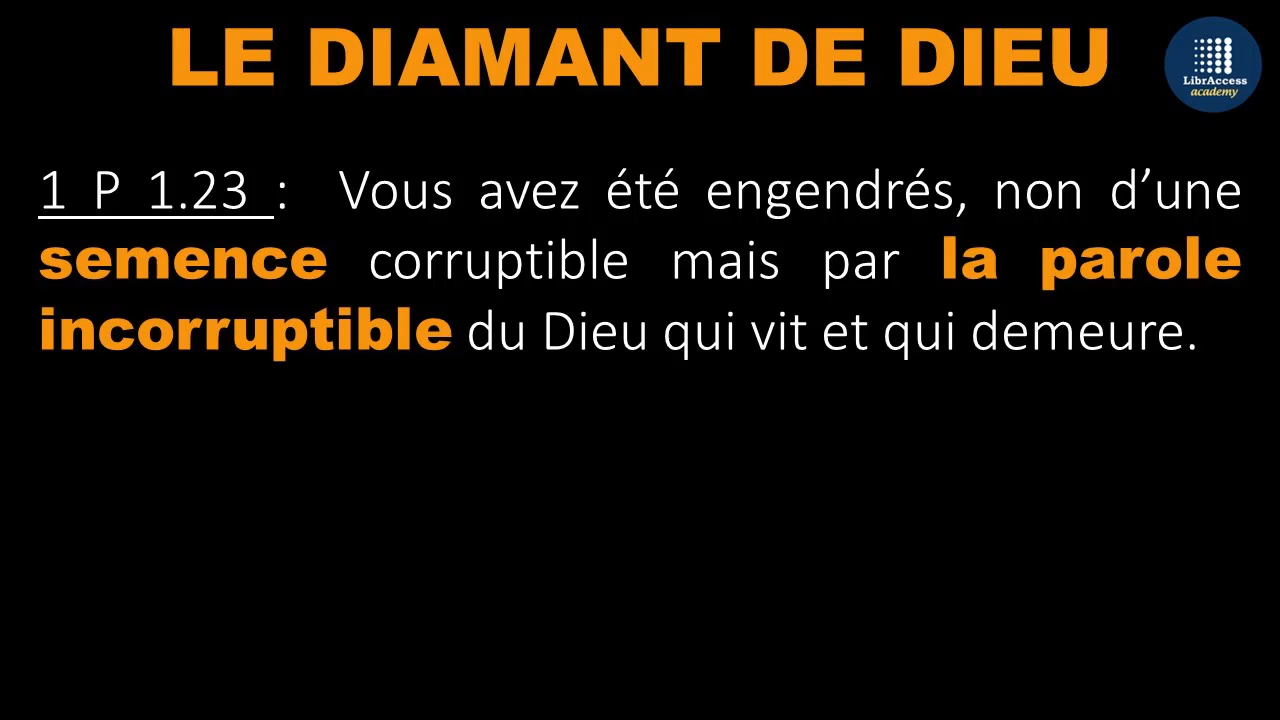 LE DIAMANT DE DIEU
LibrAccess
academy
1 P 1.23 : Vous avez été engendrés, non d’une
semence corruptible mais par la parole
incorruptible du Dieu qui vit et qui demeure.